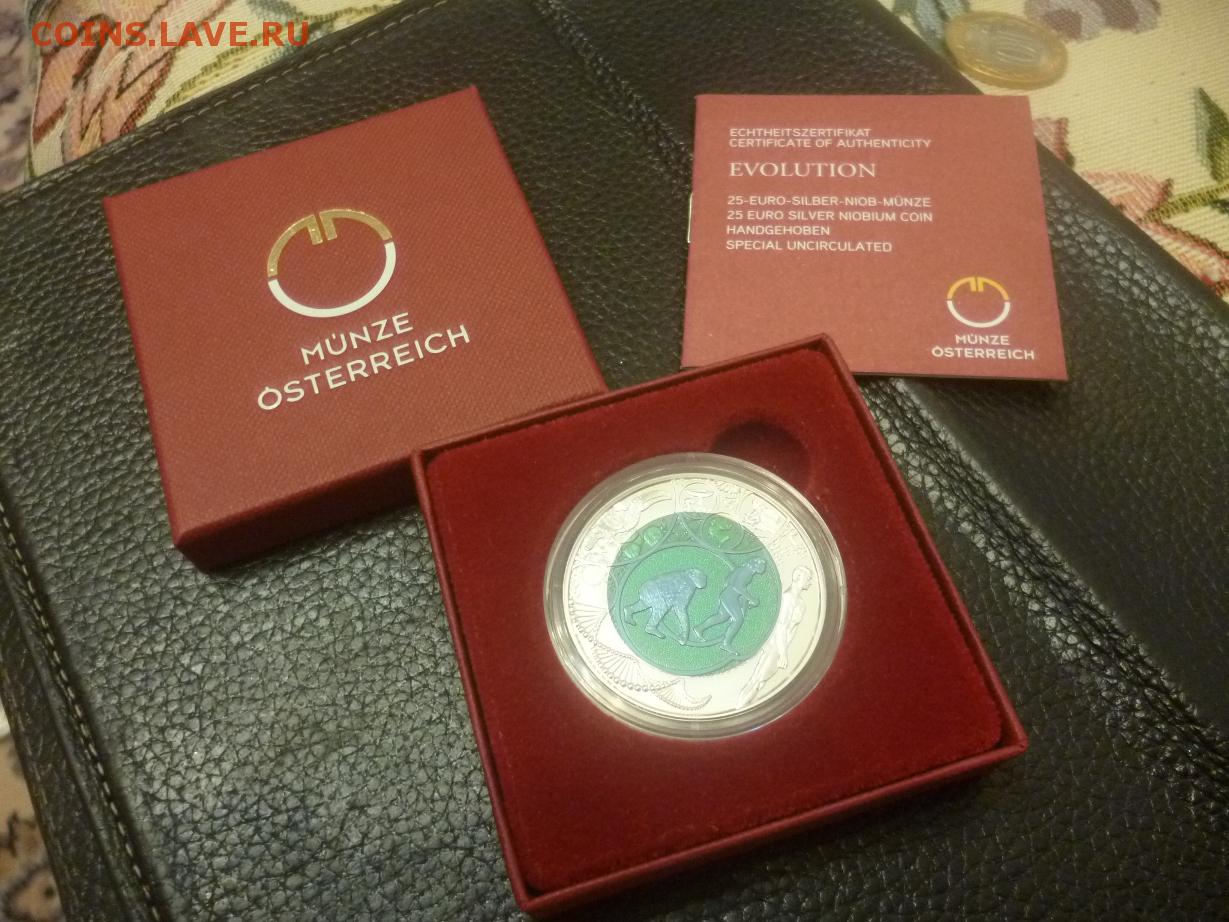 COINS.LAVE.RU
MÜNZE
ÖSTERREICH
ECHTHEITSZERTIFIKAT
CERTIFICATE OF AUTHENTICITY
EVOLUTION
25-EURO-SILBER-NIOB-MÜNZE
25 EURO SILVER NIOBIUM COIN
HANDGEHOBEN
SPECIAL UNCIRCULATED
MÜNZE
ÖSTERREICH
10